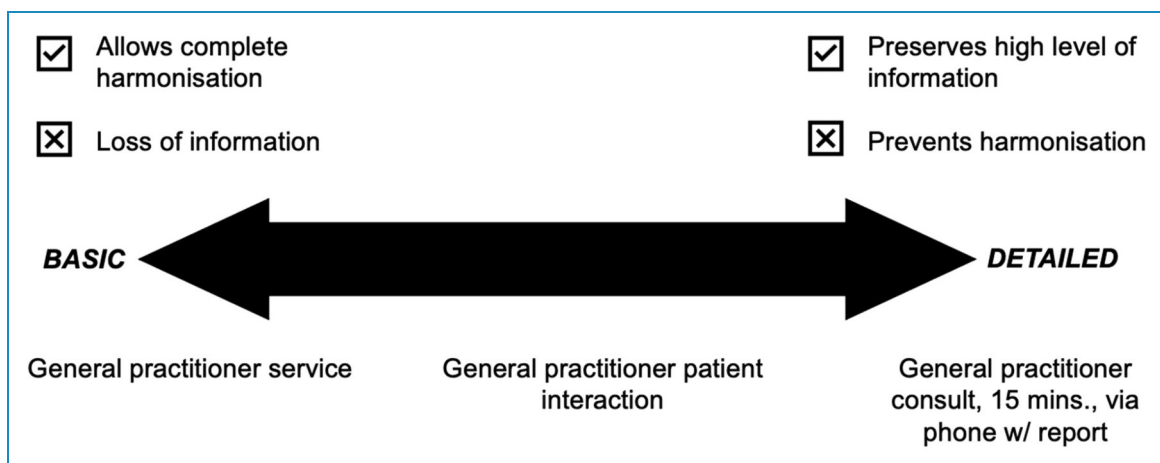 Allows complete
harmonisation
Loss of information
Preserves high level of
information
Prevents harmonisation
BASIC
DETAILED
General practitioner service
General practitioner patient
interaction
General practitioner
consult, 15 mins., via
phone w/ report